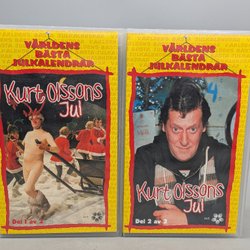 VÄRLDENS
BÄSTA
JULKALENDRAR
Kurt Olssons
Jul
Del 1 av 2
VÄRLDENS
BÄSTA
JULKALENDRAR
Kurt Olssons
Jul
Del 2 av 2